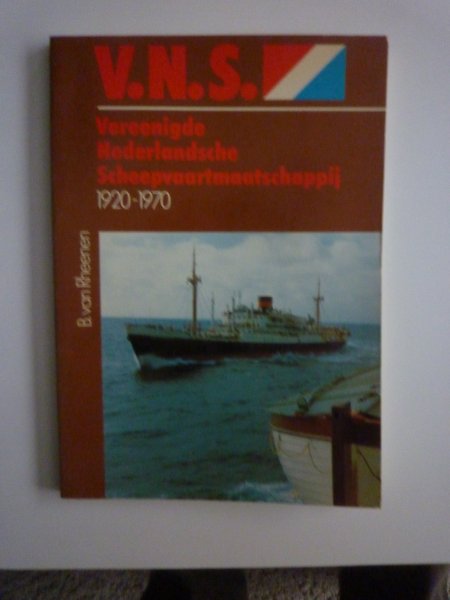 V.N.S.
Vereenigde
Nederlandsche
Scheepvaartmaatschappij
1920-1970
B. van Rheenen